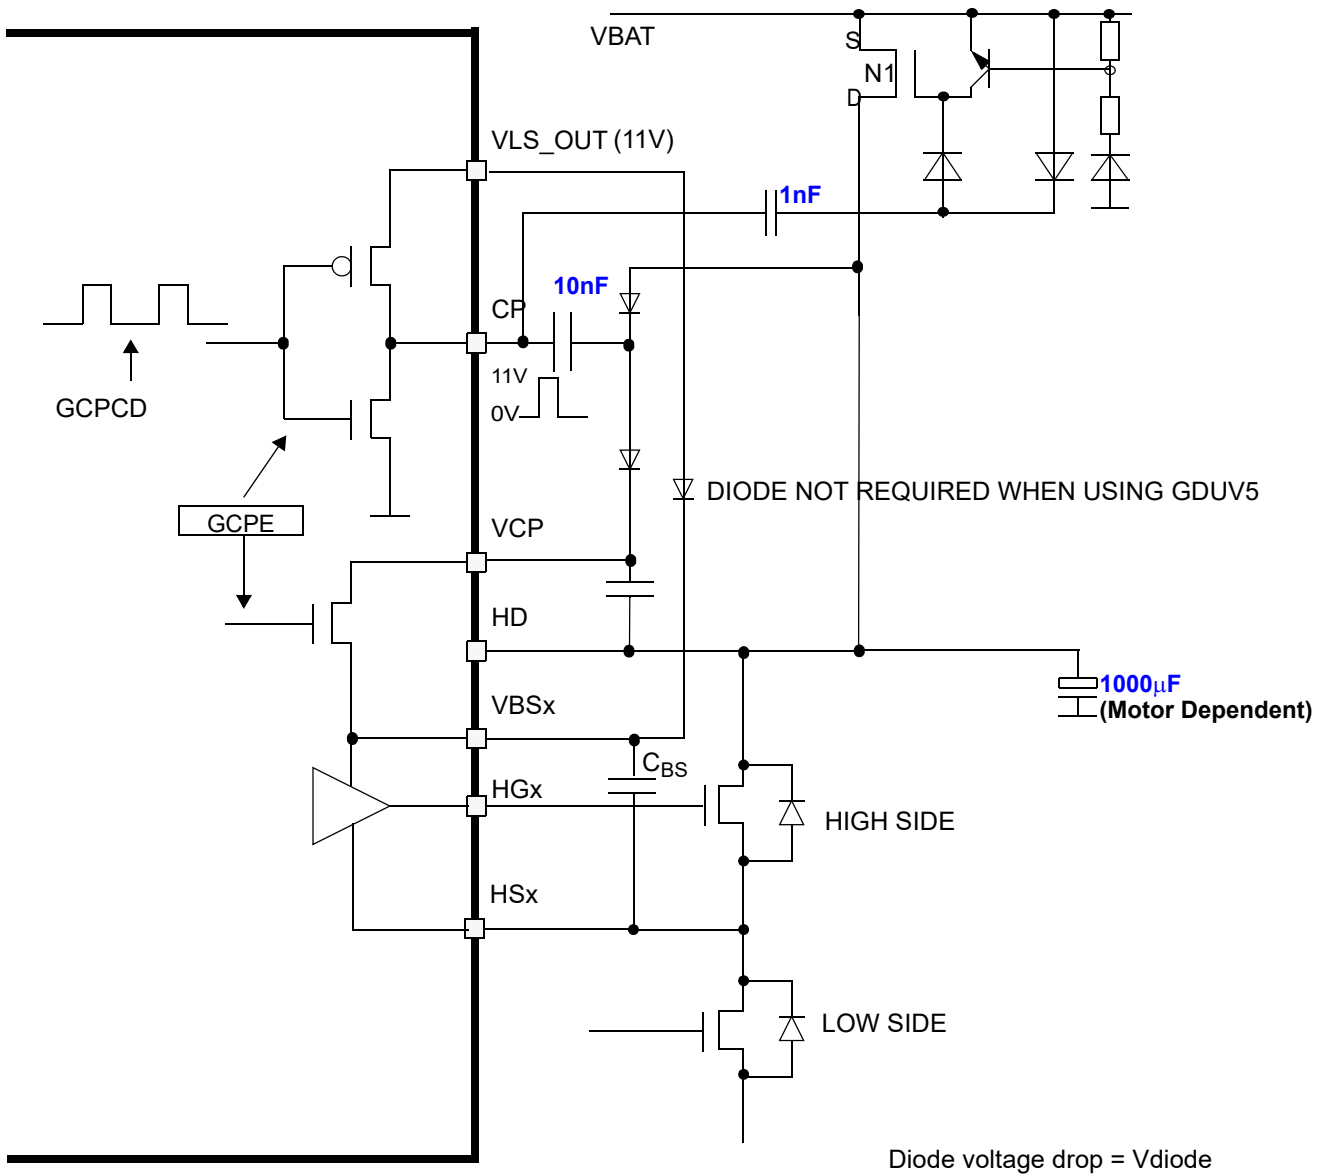 VBAT
S
N1
D
VLS_OUT (11V)
1nF
10nF
CP
11V
0V
GCPCD
DIODE NOT REQUIRED WHEN USING GDUV5
GCPE
VCP
HD
1000µF
(Motor Dependent)
VBSx
CBS
HGx
HIGH SIDE
HSx
LOW SIDE
Diode voltage drop = Vdiode